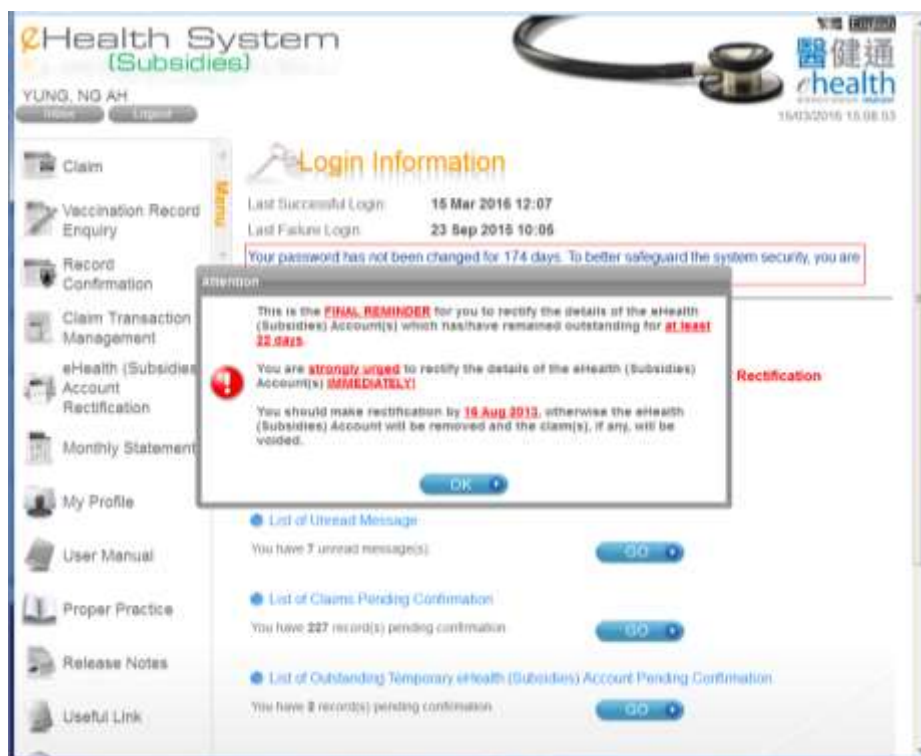 eHealth System
(Subsidies)
繁體 English
醫健通
ehealth
YUNG, NG AH
Inbox Logout
15/03/2016 15:08:53
Claim
Vaccination Record
Enquiry
Record
Confirmation
Claim Transaction
Management
eHealth (Subsidies
Account
Rectification
Monthly Statement
My Profile
User Manual
Proper Practice
Release Notes
Useful Link
Menu
Login Information
Last Successful Login 15 Mar 2016 12:07
Last Failure Login 23 Sep 2015 10:06
Your password has not been changed for 174 days. To better safeguard the system security, you are
Attention
This is the FINAL REMINDER for you to rectify the details of the eHealth
(Subsidies) Account(s) which has/have remained outstanding for at least
22 days.
You are strongly urged to rectify the details of the eHealth (Subsidies)
Account(s) IMMEDIATELY!
You should make rectification by 16 Aug 2013, otherwise the eHealth
(Subsidies) Account will be removed and the claim(s), if any, will be
voided.
OK
Rectification
List of Unread Message
You have 7 unread message(s).
GO
List of Claims Pending Confirmation
You have 227 record(s) pending confirmation
GO
List of Outstanding Temporary eHealth (Subsidies) Account Pending Confirmation
You have 8 record(s) pending confirmation
GO